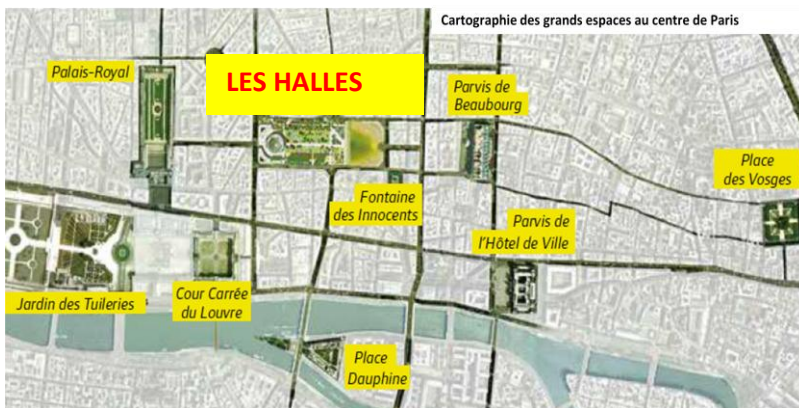 Cartographie des grands espaces au centre de Paris
Palais-Royal
LES HALLES
Parvis de
Beaubourg
Place
des Vosges
Fontaine
des Innocents
Parvis de
l'Hôtel de Ville
Jardin des Tuileries
Cour Carrée
du Louvre
Place
Dauphine